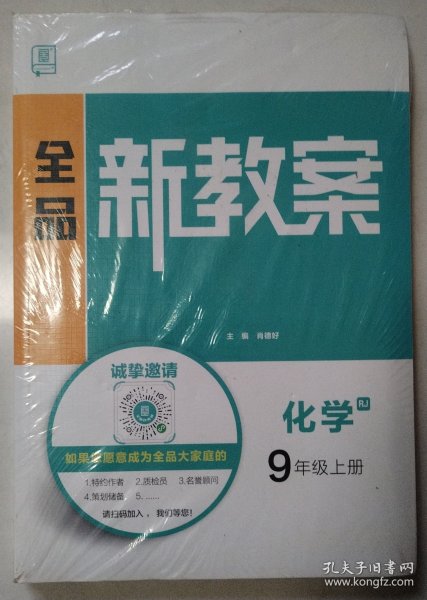 全品
新教案
主 编 肖德好
诚挚邀请
化学 RJ
如果您愿意成为全品大家庭的
9年级上册
1.特约作者 2.质检员 3.名誉顾问
4.策划储备 5.……
请扫码加入，我们等您！
孔夫子旧书网
www.kongfz.com